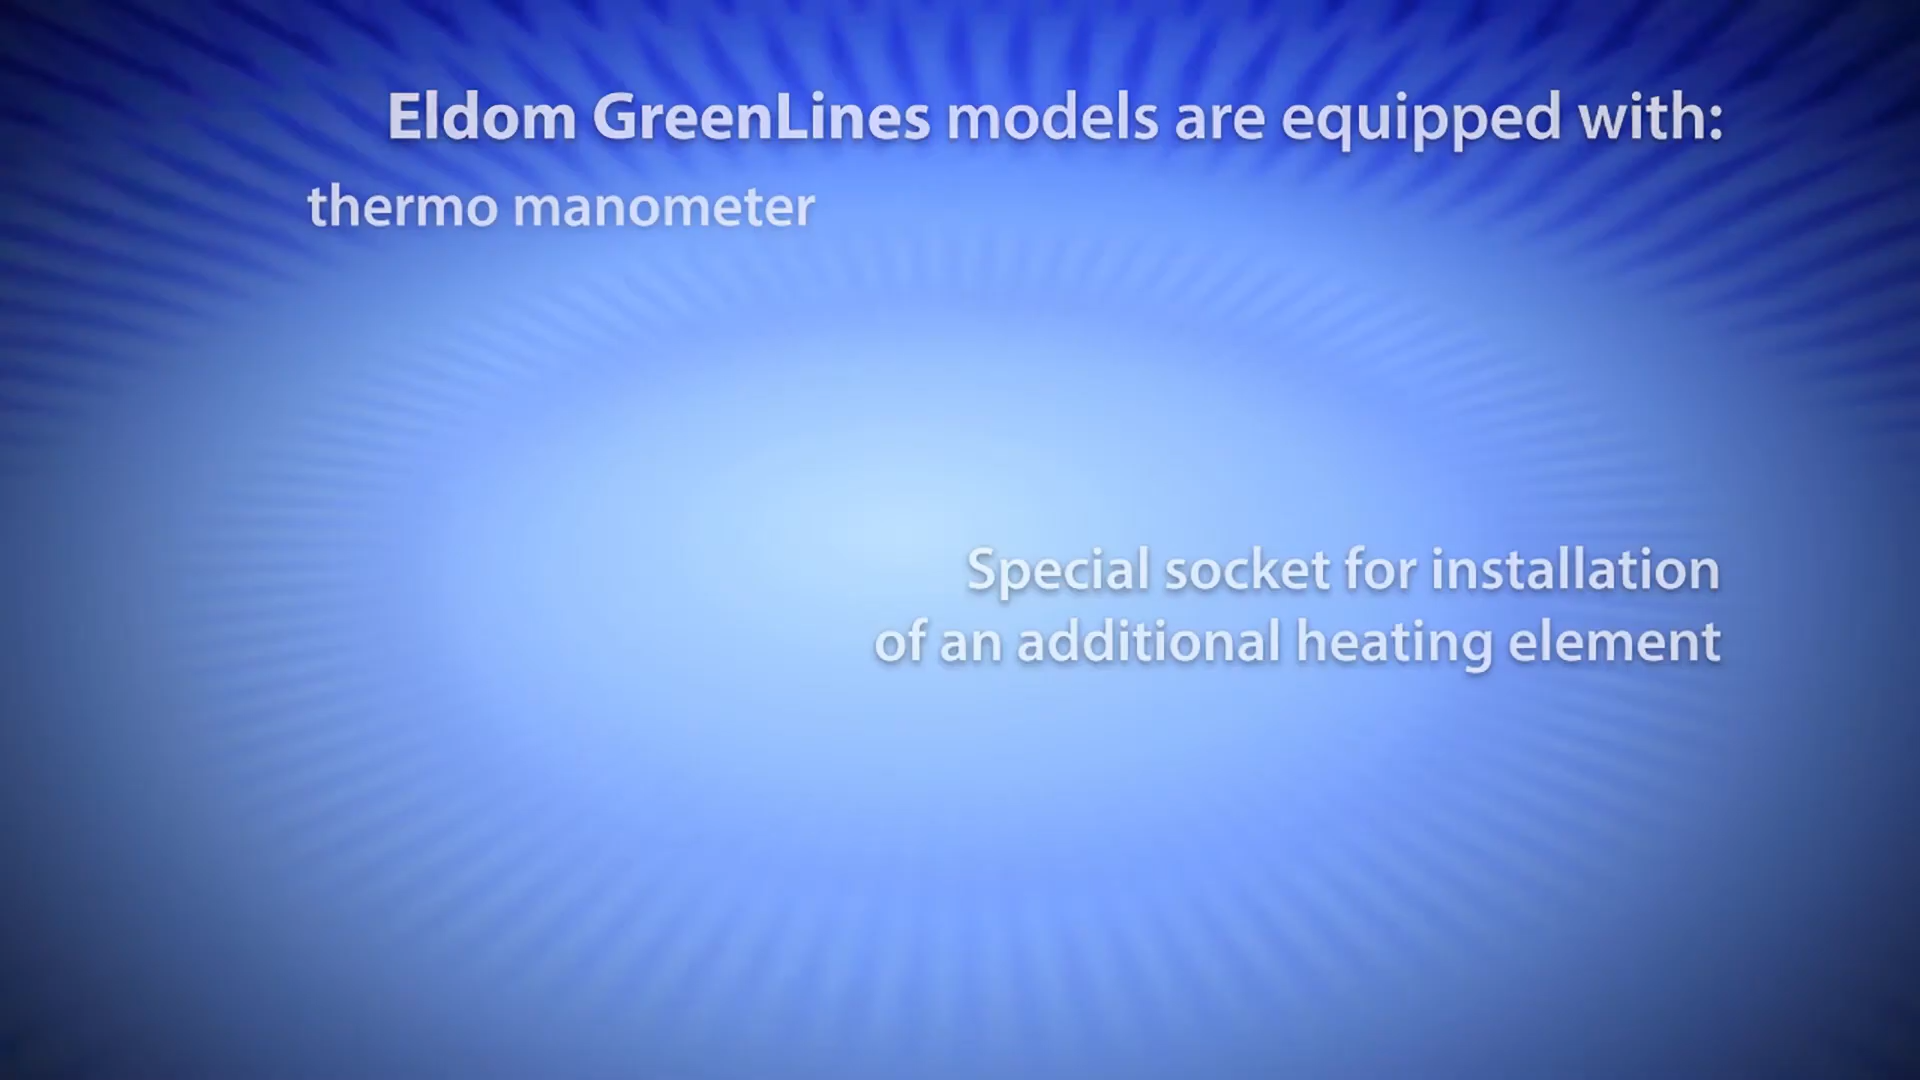 Eldom GreenLines models are equipped with:
thermo manometer
Special socket for installation
of an additional heating element